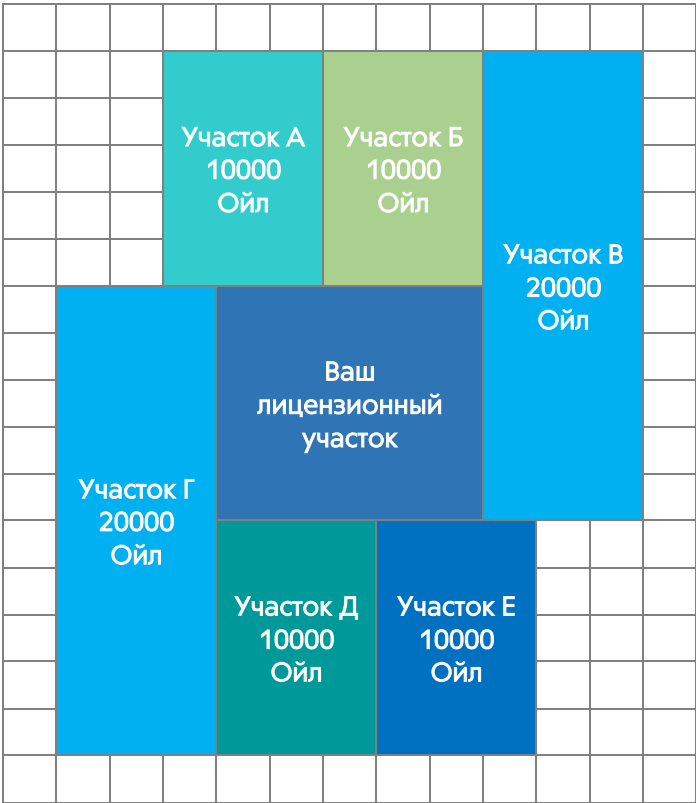 Участок А
10000
Ойл
Участок Б
10000
Ойл
Участок В
20000
Ойл
Ваш
лицензионный
участок
Участок Г
20000
Ойл
Участок Д
10000
Ойл
Участок Е
10000
Ойл